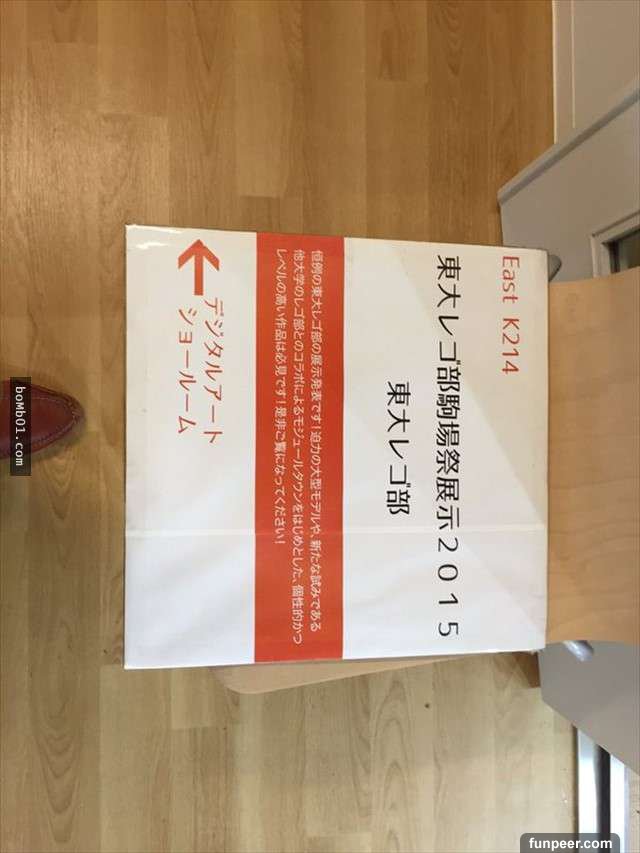 East K214
東大レゴ部駒場祭展示2015
東大レゴ部
恒例の東大レゴ部の展示発表です！迫力の大型モデルや、新たな試みである
他大学のレゴ部とのコラボによるモジュールタウンをはじめとした、個性的かつ
レベルの高い作品は必見です！是非ご覧になってください！
デジタルアート
ショールーム
bomb01.com
funpeer.com